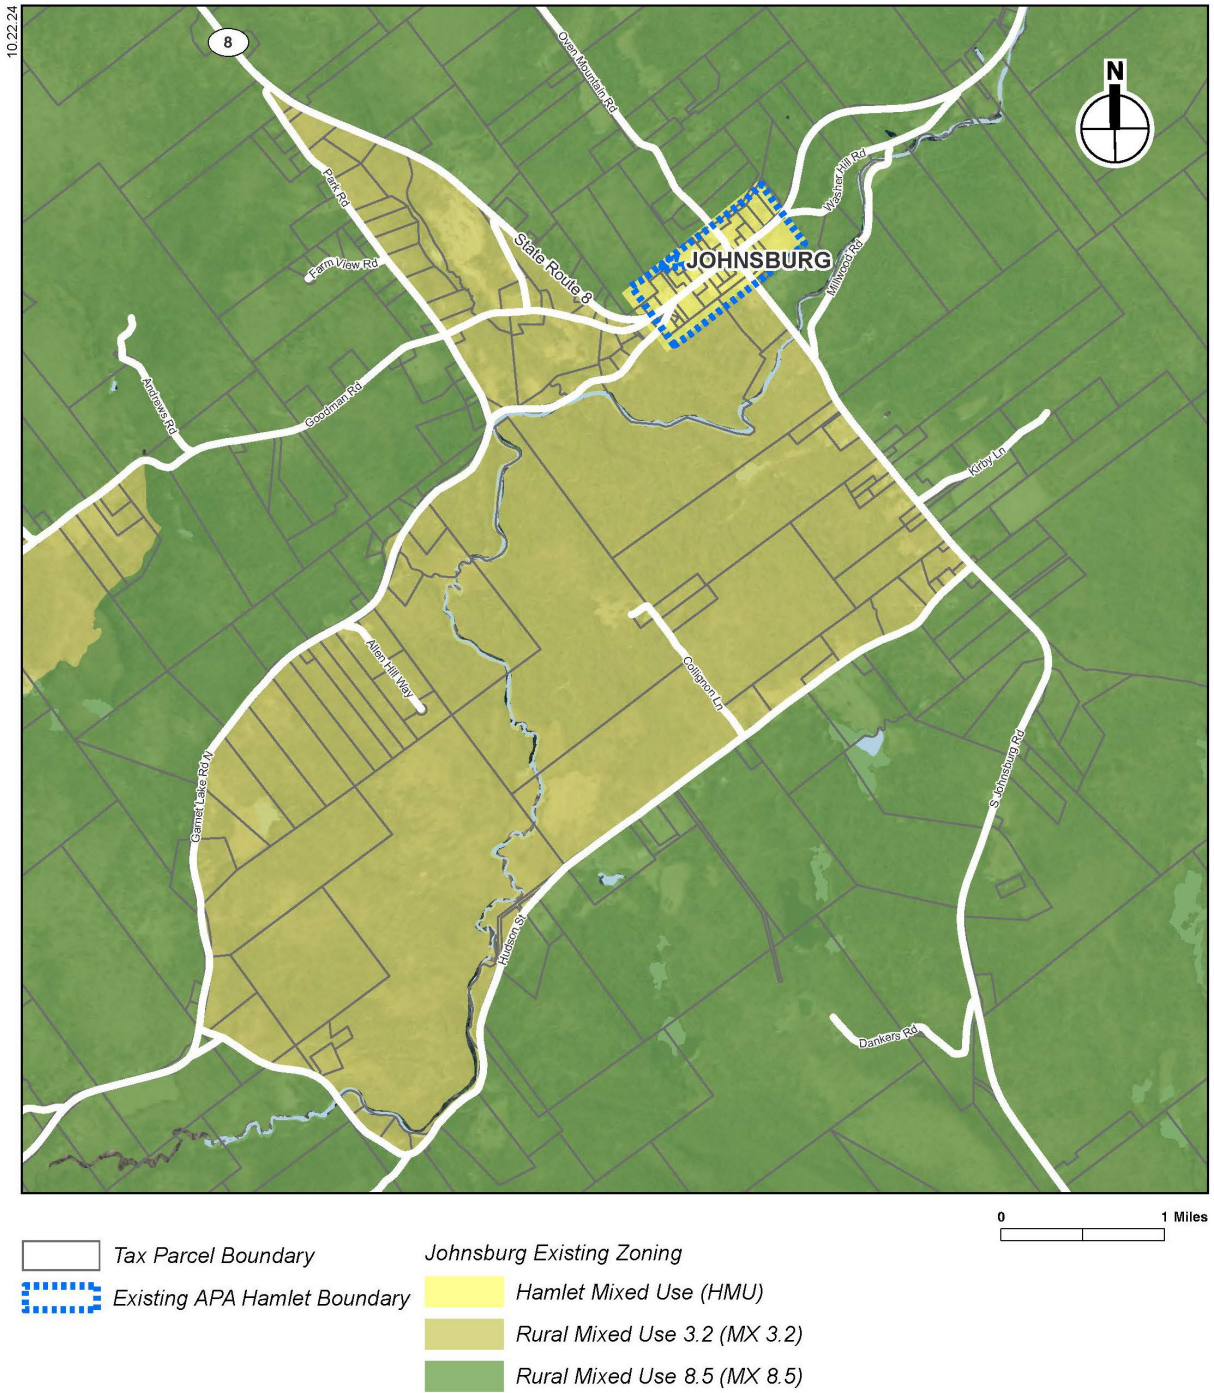 10.22.24
8
Oven Mountain Rd
N
Washer Hill Rd
Park Rd
State Route 8
JOHNSBURG
Farm View Rd
Millwood Rd
Andrews Rd
Goodman Rd
Kirby Ln
Allen Hill Way
Collignon Ln
Garnet Lake Rd N
S Johnsburg Rd
Hudson St
Dankers Rd
0 1 Miles
Tax Parcel Boundary
Existing APA Hamlet Boundary
Johnsburg Existing Zoning
Hamlet Mixed Use (HMU)
Rural Mixed Use 3.2 (MX 3.2)
Rural Mixed Use 8.5 (MX 8.5)